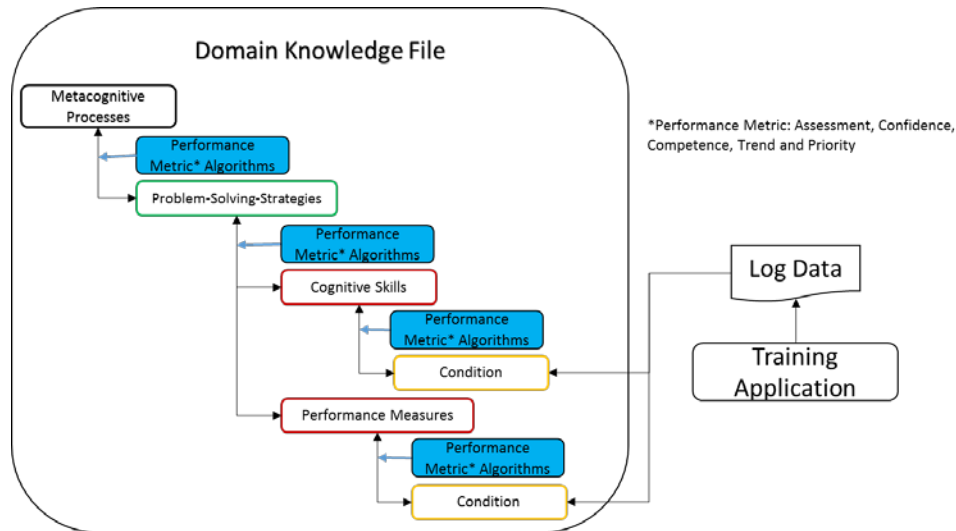 Domain Knowledge File
Metacognitive
Processes
*Performance Metric: Assessment, Confidence,
Competence, Trend and Priority
Performance
Metric* Algorithms
Problem-Solving-Strategies
Performance
Metric* Algorithms
Cognitive Skills
Log Data
Performance
Metric* Algorithms
Training
Application
Condition
Performance Measures
Performance
Metric* Algorithms
Condition